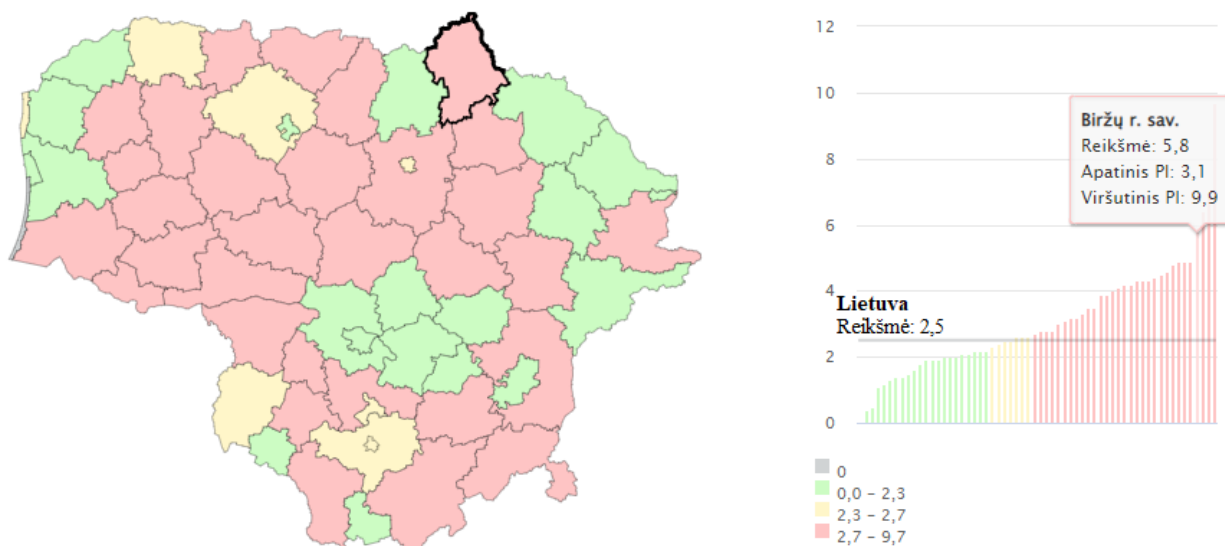 12
10
Biržų r. sav.
Reikšmė: 5,8
Apatinis PI: 3,1
Viršutinis PI: 9,9
8
6
4
Lietuva
Reikšmė: 2,5
2
0
0
0,0 – 2,3
2,3 – 2,7
2,7 – 9,7